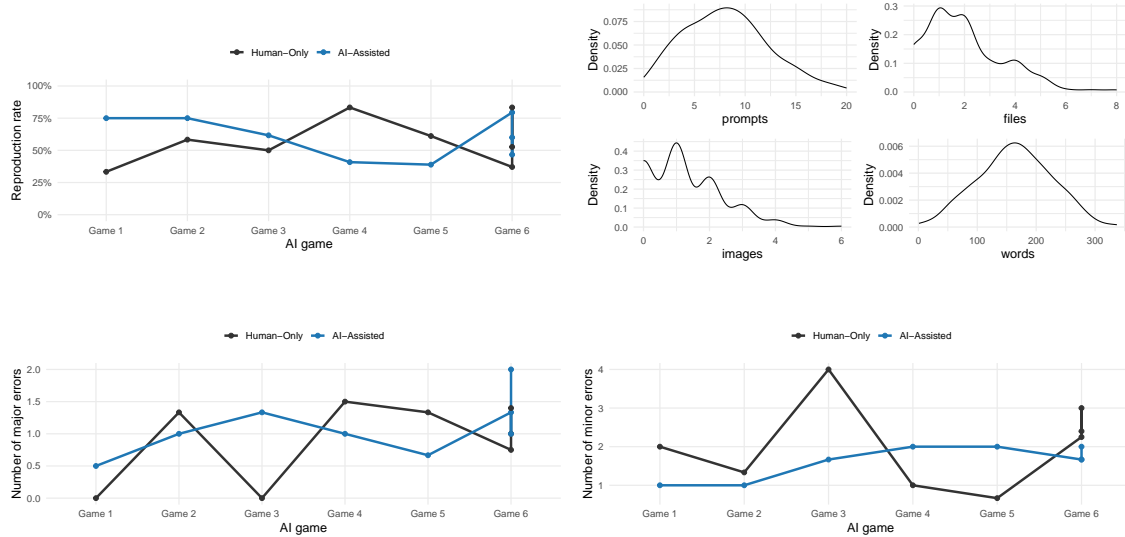 Human−Only AI−Assisted
Reproduction rate
100%
75%
50%
25%
0%
Game 1 Game 2 Game 3 Game 4 Game 5 Game 6
AI game
Density
0.075
0.050
0.025
0.000
0 5 10 15 20
prompts
Density
0.3
0.2
0.1
0.0
0 2 4 6 8
files
Density
0.4
0.3
0.2
0.1
0.0
0 2 4 6
images
Density
0.006
0.004
0.002
0.000
0 100 200 300
words
Human−Only AI−Assisted
Number of major errors
2.0
1.5
1.0
0.5
0.0
Game 1 Game 2 Game 3 Game 4 Game 5 Game 6
AI game
Human−Only AI−Assisted
Number of minor errors
4
3
2
1
Game 1 Game 2 Game 3 Game 4 Game 5 Game 6
AI game